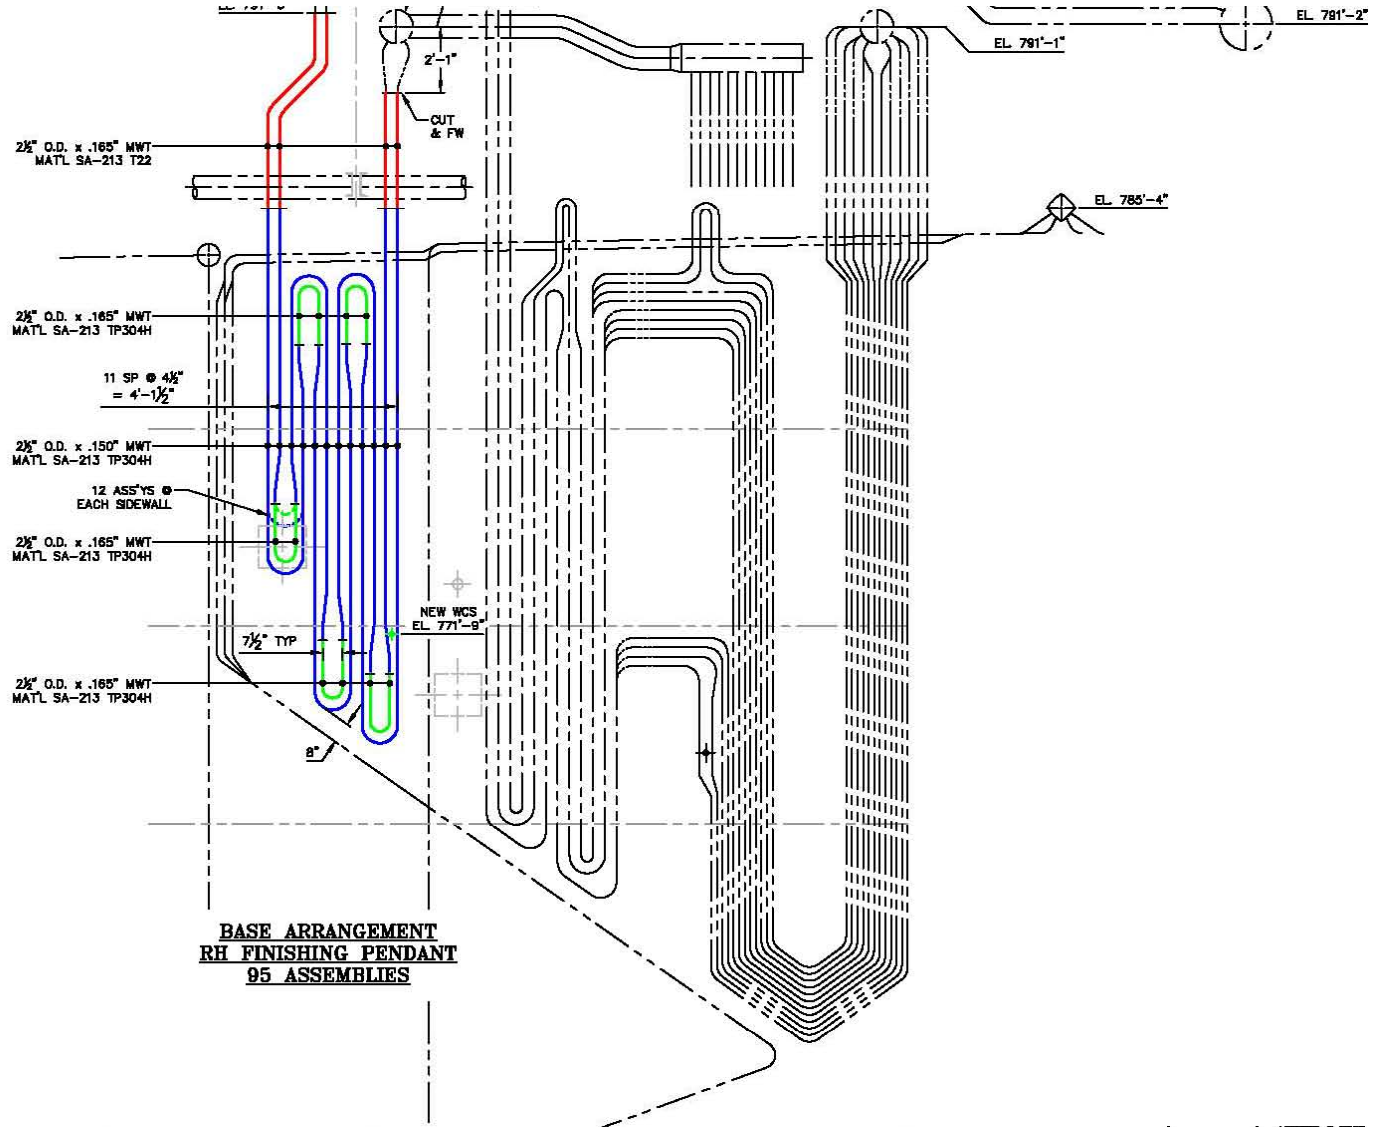 EL 791'-2"
EL 791'-1"
2'-1"
CUT
& FW
2½" O.D. x .165" MWT
MAT'L SA-213 T22
EL 785'-4"
2½" O.D. x .165" MWT
MAT'L SA-213 TP304H
11 SP @ 4½"
= 4'-1½"
2½" O.D. x .150" MWT
MAT'L SA-213 TP304H
12 ASS'YS @
EACH SIDEWALL
2½" O.D. x .165" MWT
MAT'L SA-213 TP304H
NEW WCS
EL 771'-9"
7½" TYP
2½" O.D. x .165" MWT
MAT'L SA-213 TP304H
8"
BASE ARRANGEMENT
RH FINISHING PENDANT
95 ASSEMBLIES